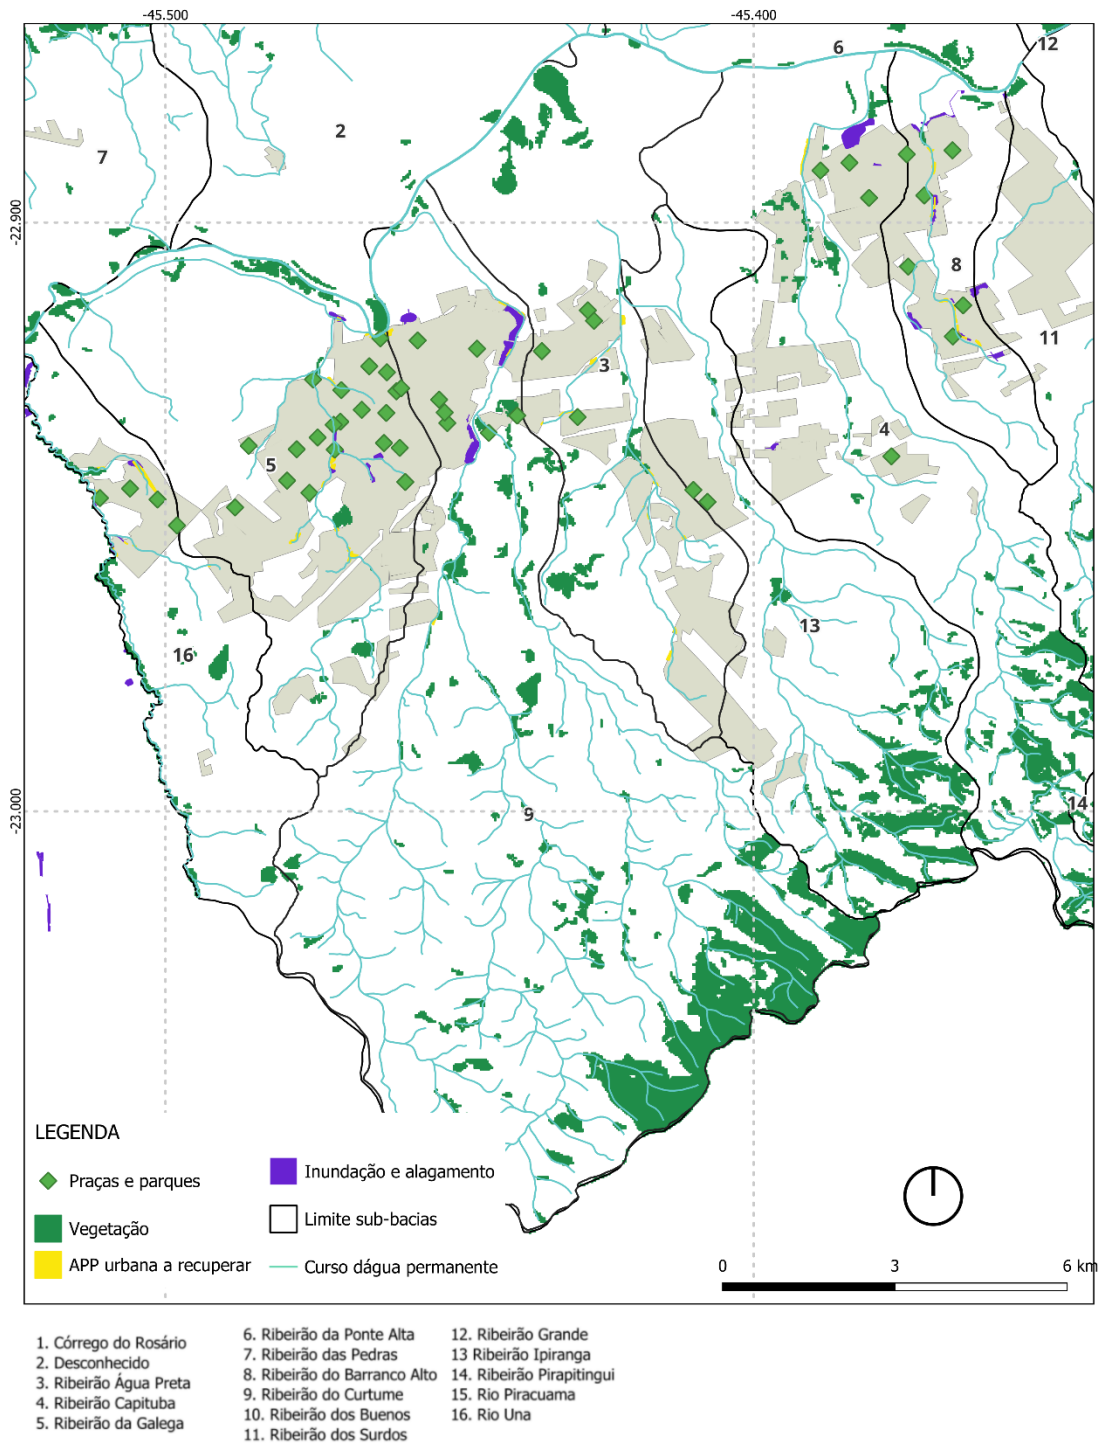 -45.500
-45.400
6
12
2
7
-22.900
8
11
3
4
5
13
16
14
-23.000
9
LEGENDA
Praças e parques
Vegetação
APP urbana a recuperar
Inundação e alagamento
Limite sub-bacias
Curso dágua permanente
0 3 6 km
1. Córrego do Rosário
2. Desconhecido
3. Ribeirão Água Preta
4. Ribeirão Capituba
5. Ribeirão da Galega
6. Ribeirão da Ponte Alta
7. Ribeirão das Pedras
8. Ribeirão do Barranco Alto
9. Ribeirão do Curtume
10. Ribeirão dos Buenos
11. Ribeirão dos Surdos
12. Ribeirão Grande
13 Ribeirão Ipiranga
14. Ribeirão Pirapitingui
15. Rio Piracuama
16. Rio Una